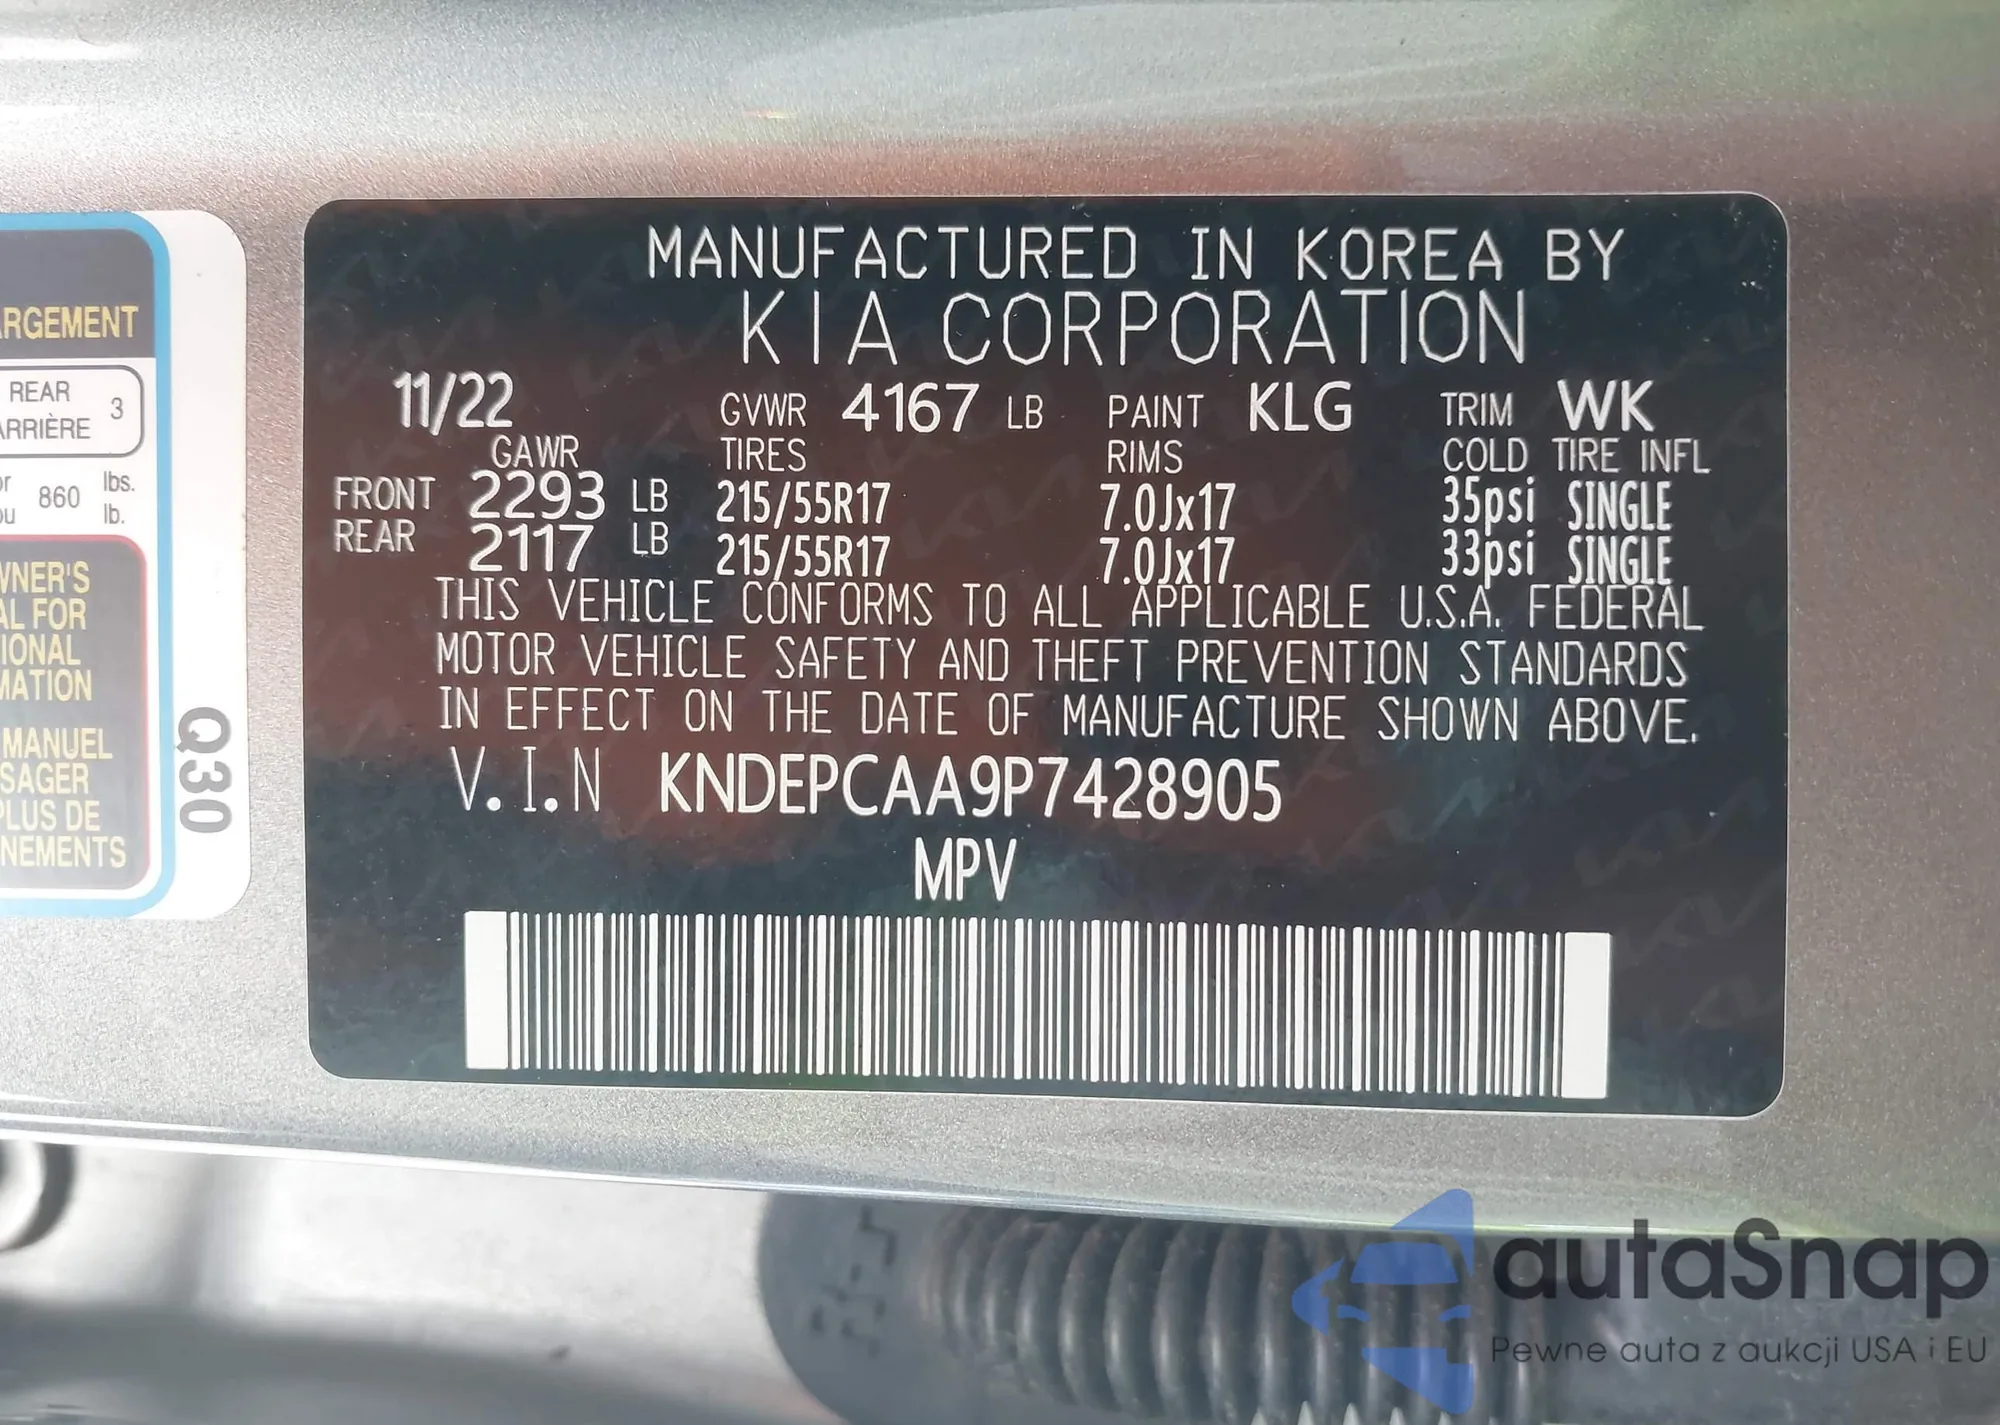 MANUFACTURED IN KOREA BY
KIA CORPORATION
11/22 GVWR 4167 LB PAINT KLG TRIM WK
GAWR TIRES RIMS COLD TIRE INFL
FRONT 2293 LB 215/55R17 7.0Jx17 35psi SINGLE
REAR 2117 LB 215/55R17 7.0Jx17 33psi SINGLE
THIS VEHICLE CONFORMS TO ALL APPLICABLE U.S.A. FEDERAL
MOTOR VEHICLE SAFETY AND THEFT PREVENTION STANDARDS
IN EFFECT ON THE DATE OF MANUFACTURE SHOWN ABOVE.
V.I.N KNDEPCAA9P7428905
MPV
RGEMENT
REAR 3
ARRIÈRE
or 860 lbs.
ou lb.
WNER'S
AL FOR
IONAL
MATION
MANUEL
SAGER
PLUS DE
NEMENTS
Q30
autaSnap
Pewne auta z aukcji USA i EU